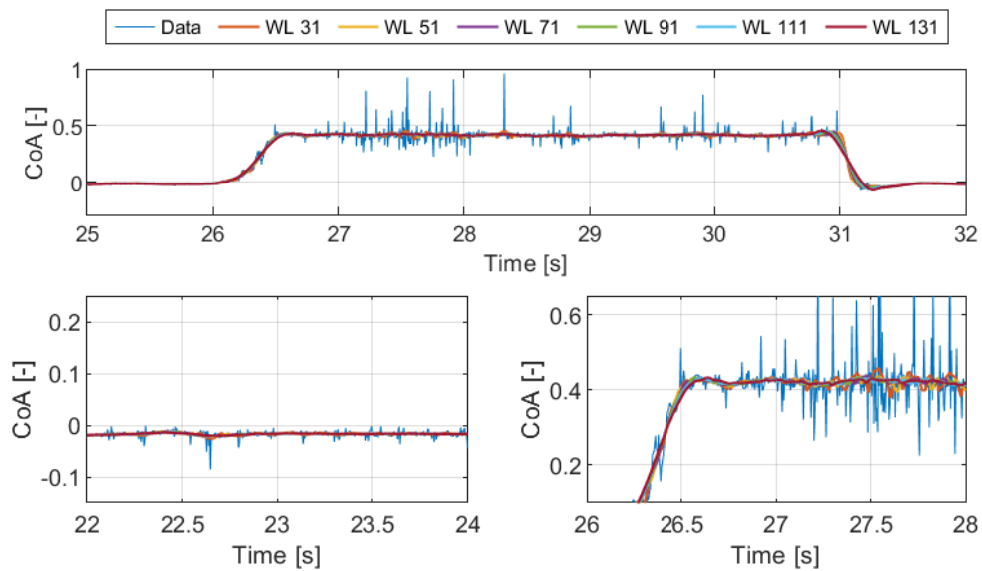 Data WL 31 WL 51 WL 71 WL 91 WL 111 WL 131
1
0.5
0
CoA [-]
25 26 27 28 29 30 31 32
Time [s]
0.2
0.1
0
-0.1
CoA [-]
22 22.5 23 23.5 24
Time [s]
0.6
0.4
0.2
CoA [-]
26 26.5 27 27.5 28
Time [s]